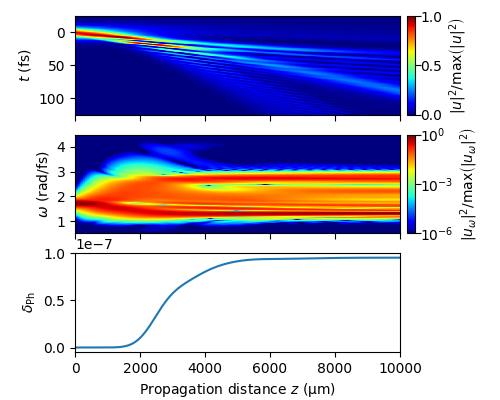 0
50
100
t (fs)
1.0
0.5
0.0
|u|²/max(|u|²)
4
3
2
1
ω (rad/fs)
10⁰
10⁻³
10⁻⁶
|u_ω|²/max(|u_ω|²)
1e−7
1.0
0.5
0.0
δ_Ph
0 2000 4000 6000 8000 10000
Propagation distance z (μm)